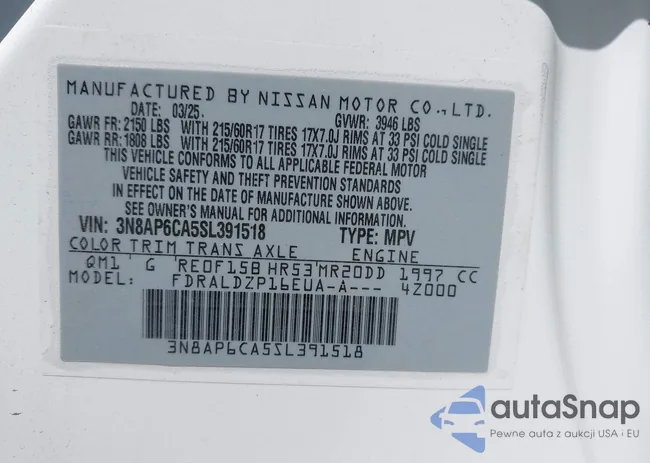 MANUFACTURED BY NISSAN MOTOR CO.,LTD.
DATE: 03/25. GVWR: 3946 LBS
GAWR FR: 2150 LBS WITH 215/60R17 TIRES 17X7.0J RIMS AT 33 PSI COLD SINGLE
GAWR RR: 1808 LBS WITH 215/60R17 TIRES 17X7.0J RIMS AT 33 PSI COLD SINGLE
THIS VEHICLE CONFORMS TO ALL APPLICABLE FEDERAL MOTOR
VEHICLE SAFETY AND THEFT PREVENTION STANDARDS
IN EFFECT ON THE DATE OF MANUFACTURE SHOWN ABOVE.
SEE OWNER'S MANUAL FOR ADDITIONAL INFORMATION
VIN: 3N8AP6CA5SL391518 TYPE: MPV
COLOR TRIM TRANS AXLE ENGINE
QM1 G RE0F15B HR53 MR20DD 1997 CC
MODEL: FDRALDZP16EUA-A--- 4Z000
3N8AP6CA5SL391518
autaSnap
Pewne auta z aukcji USA i EU